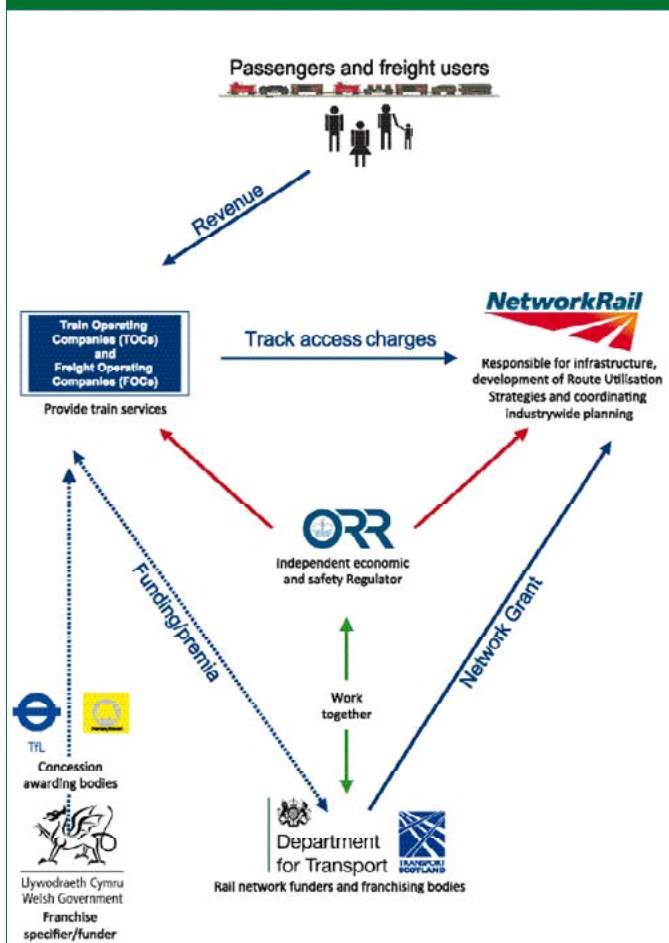 Passengers and freight users
Revenue
Train Operating
Companies (TOCs)
and
Freight Operating
Companies (FOCs)
Provide train services
Track access charges
NetworkRail
Responsible for infrastructure,
development of Route Utilisation
Strategies and coordinating
industrywide planning
ORR
Independent economic
and safety Regulator
Funding/premia
Network Grant
Work
together
TfL
Concession
awarding bodies
Llywodraeth Cymru
Welsh Government
Franchise
specifier/funder
Department
for Transport
TRANSPORT
SCOTLAND
Rail network funders and franchising bodies